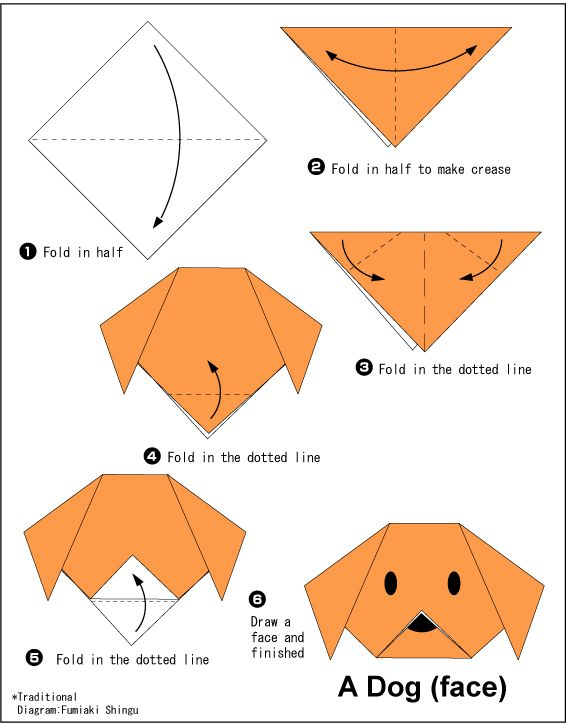 ❶ Fold in half
❷ Fold in half to make crease
❸ Fold in the dotted line
❹ Fold in the dotted line
❺ Fold in the dotted line
❻
Draw a
face and
finished
A Dog (face)
*Traditional
Diagram:Fumiaki Shingu